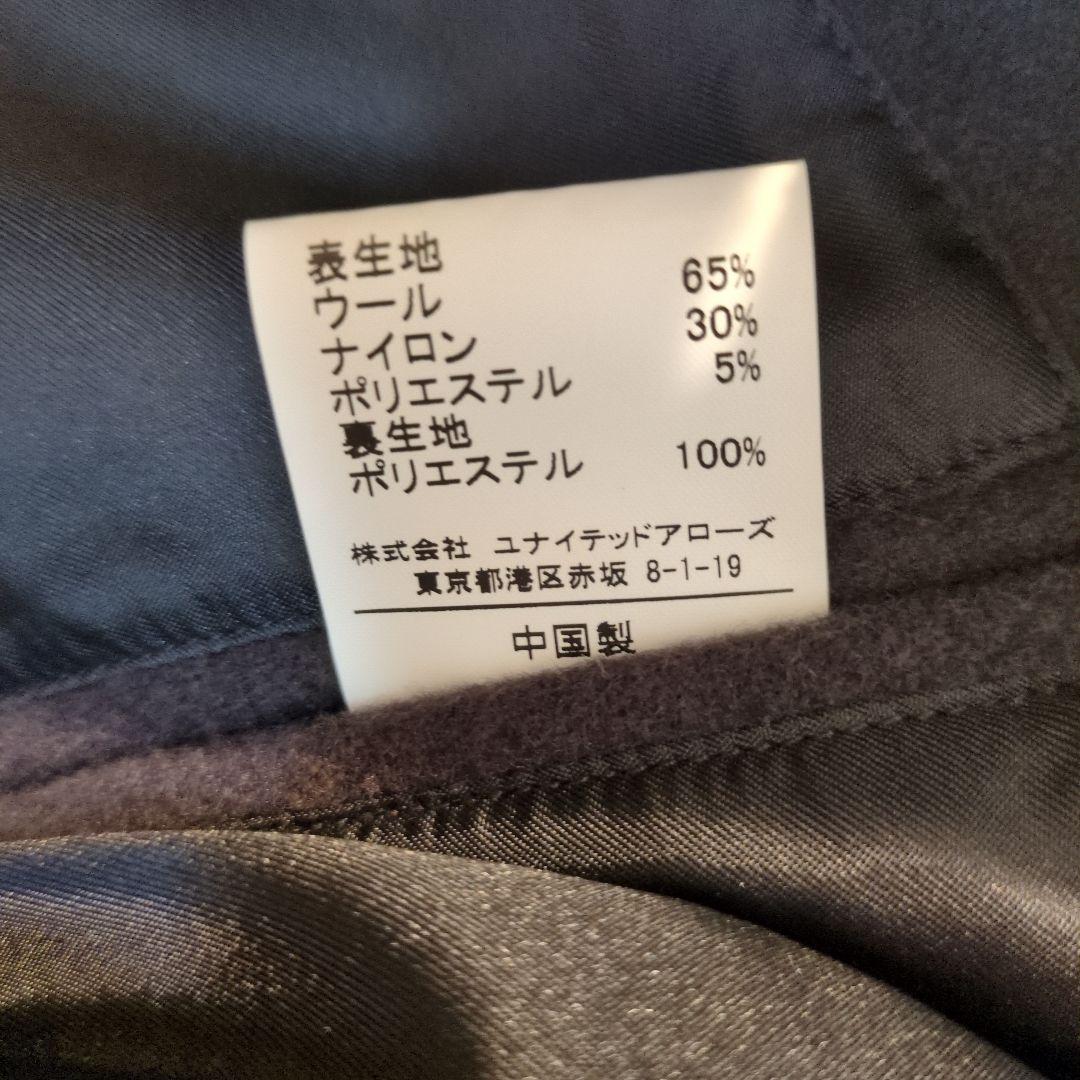 表生地
ウール 65%
ナイロン 30%
ポリエステル 5%
裏生地
ポリエステル 100%
株式会社 ユナイテッドアローズ
東京都港区赤坂 8-1-19
中国製